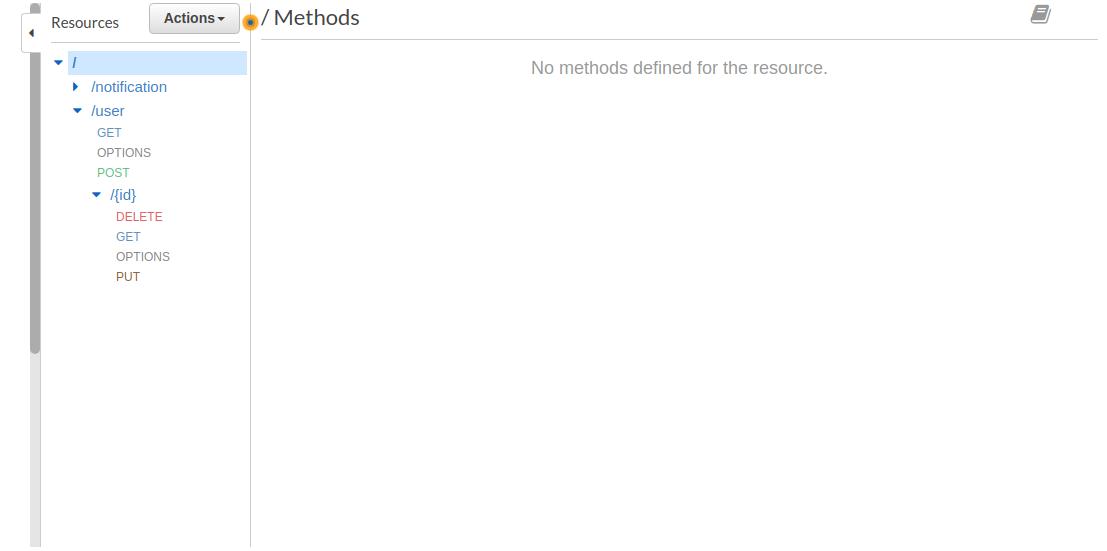 Resources
Actions
/ Methods
No methods defined for the resource.
/
/notification
/user
GET
OPTIONS
POST
/{id}
DELETE
GET
OPTIONS
PUT